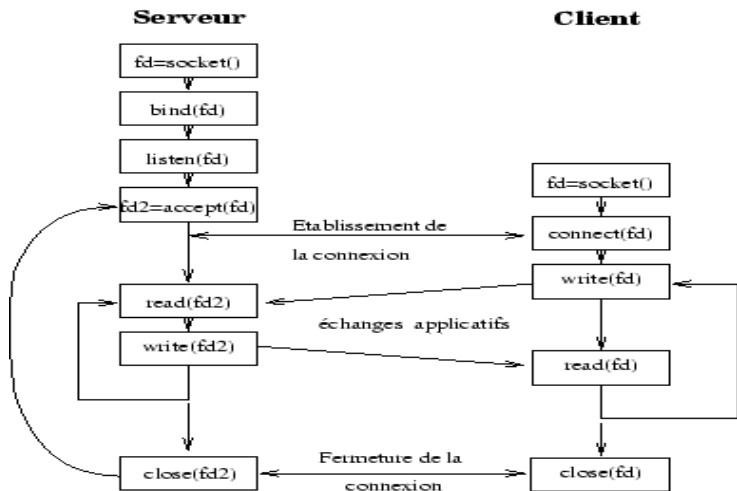 Serveur
Client
fd=socket()
bind(fd)
listen(fd)
fd2=accept(fd)
fd=socket()
Etablissement de
la connexion
connect(fd)
write(fd)
read(fd2)
échanges applicatifs
write(fd2)
read(fd)
Fermeture de la
connexion
close(fd2)
close(fd)